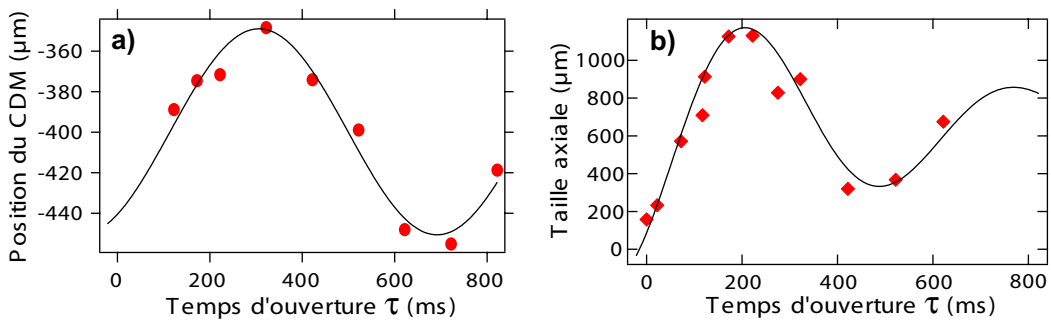 a)
Position du CDM (µm)
-360
-380
-400
-420
-440
0 200 400 600 800
Temps d'ouverture τ (ms)
b)
Taille axiale (µm)
1000
800
600
400
200
0
0 200 400 600 800
Temps d'ouverture τ (ms)